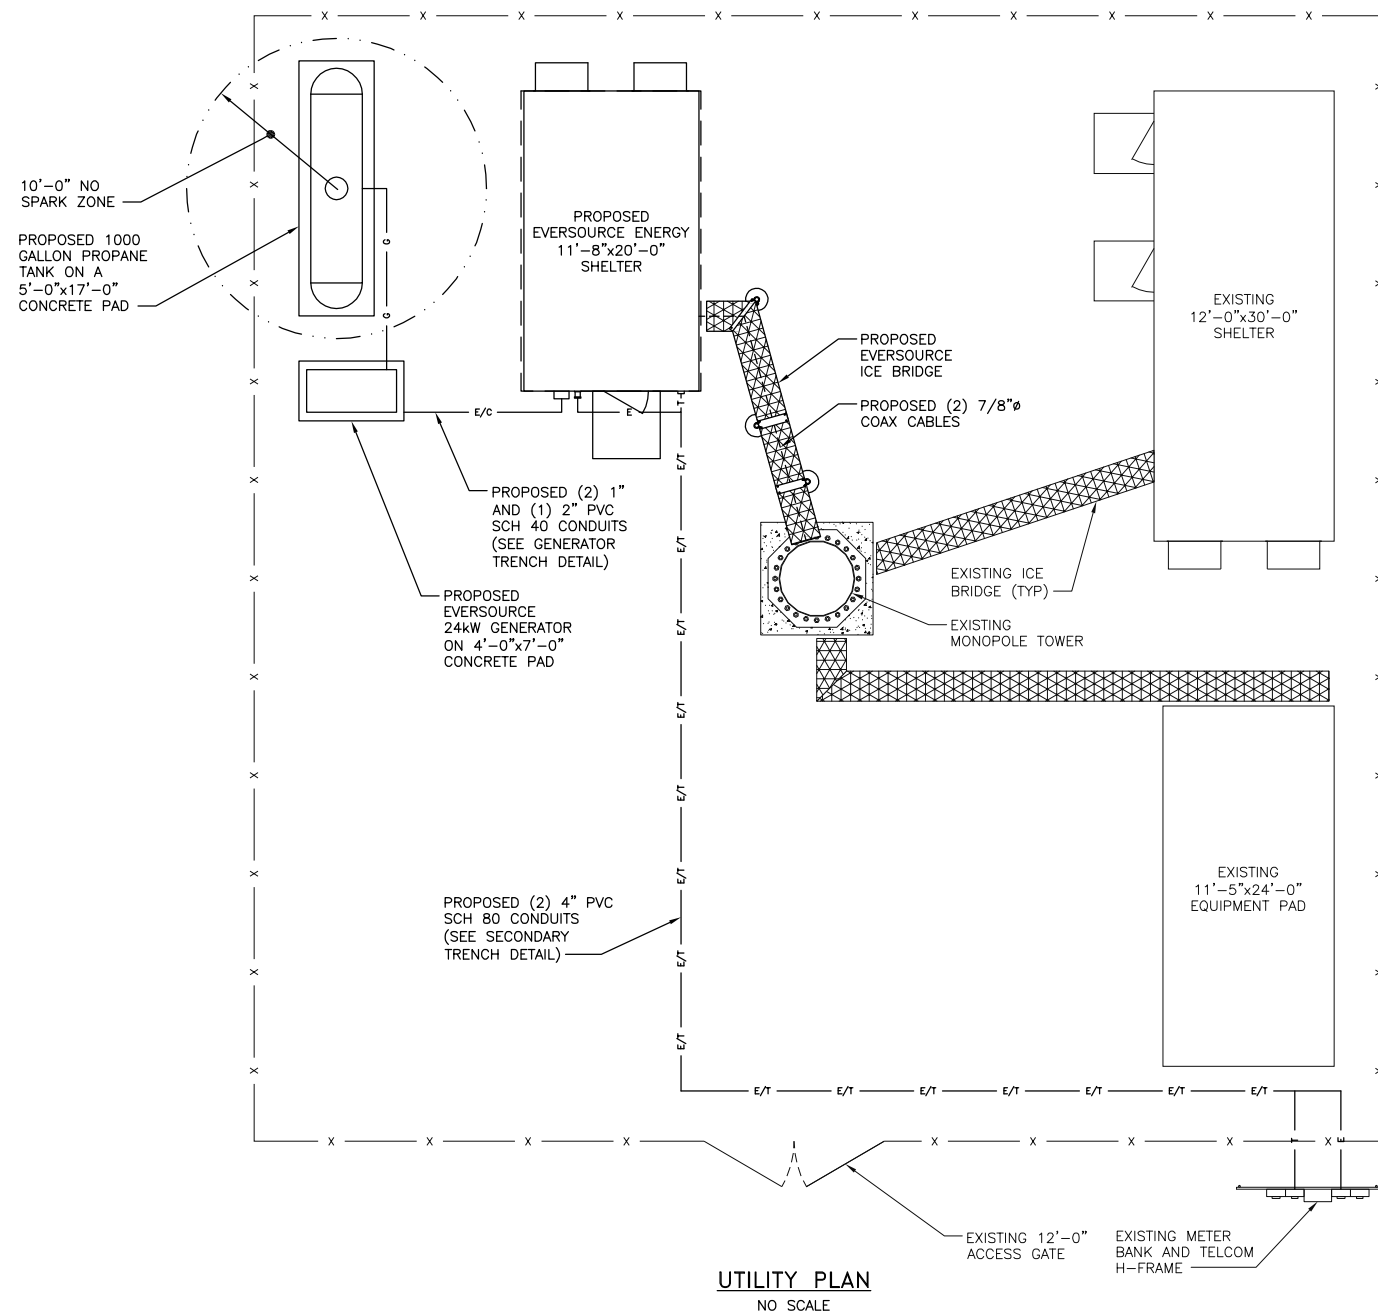 10'-0" NO
SPARK ZONE
PROPOSED 1000
GALLON PROPANE
TANK ON A
5'-0"x17'-0"
CONCRETE PAD
PROPOSED
EVERSOURCE ENERGY
11'-8"x20'-0"
SHELTER
EXISTING
12'-0"x30'-0"
SHELTER
PROPOSED
EVERSOURCE
ICE BRIDGE
PROPOSED (2) 7/8"ø
COAX CABLES
G
G
E/C
E
T
PROPOSED (2) 1"
AND (1) 2" PVC
SCH 40 CONDUITS
(SEE GENERATOR
TRENCH DETAIL)
PROPOSED
EVERSOURCE
24kW GENERATOR
ON 4'-0"x7'-0"
CONCRETE PAD
EXISTING ICE
BRIDGE (TYP)
EXISTING
MONOPOLE TOWER
E/T
E/T
E/T
E/T
E/T
E/T
E/T
E/T
EXISTING
11'-5"x24'-0"
EQUIPMENT PAD
PROPOSED (2) 4" PVC
SCH 80 CONDUITS
(SEE SECONDARY
TRENCH DETAIL)
E/T E/T E/T E/T E/T E/T E/T
T E
EXISTING 12'-0"
ACCESS GATE
EXISTING METER
BANK AND TELCOM
H-FRAME
UTILITY PLAN
NO SCALE